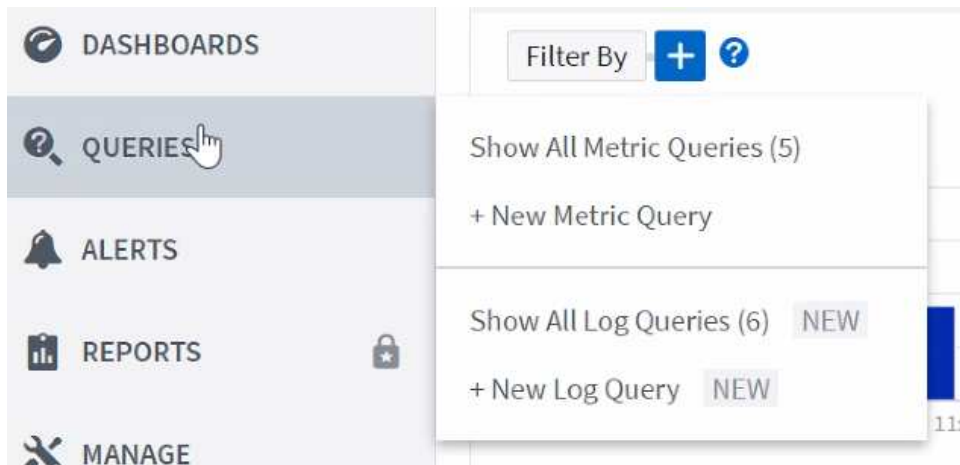 DASHBOARDS
Filter By + ?
QUERIES
Show All Metric Queries (5)
+ New Metric Query
ALERTS
Show All Log Queries (6) NEW
REPORTS
+ New Log Query NEW
MANAGE